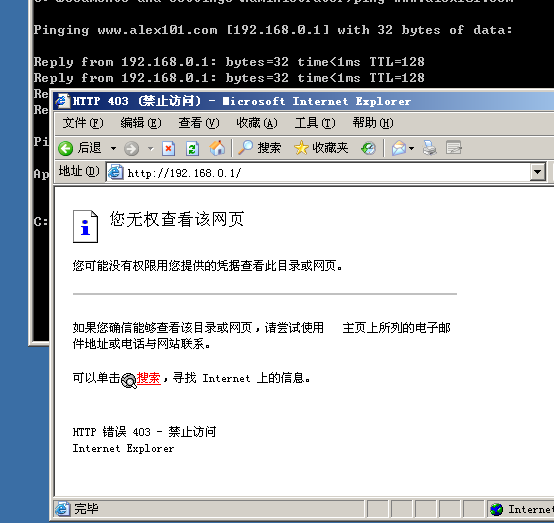 Pinging www.alex101.com [192.168.0.1] with 32 bytes of data:
Reply from 192.168.0.1: bytes=32 time<1ms TTL=128
Reply from 192.168.0.1: bytes=32 time<1ms TTL=128
Re
Re
Pi
Ap
C:
HTTP 403 (禁止访问) - Microsoft Internet Explorer
文件(F) 编辑(E) 查看(V) 收藏(A) 工具(T) 帮助(H)
后退 搜索 收藏夹
地址(D) http://192.168.0.1/
您无权查看该网页
您可能没有权限用您提供的凭据查看此目录或网页。
如果您确信能够查看该目录或网页,请尝试使用 主页上所列的电子邮
件地址或电话与网站联系。
可以单击 搜索,寻找 Internet 上的信息。
HTTP 错误 403 - 禁止访问
Internet Explorer
完毕 Interne